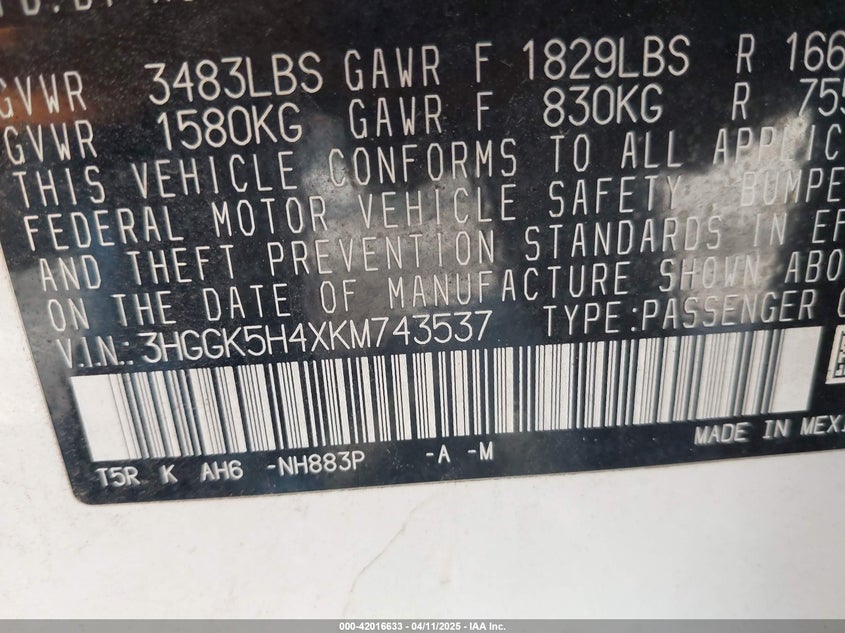 GVWR 3483LBS GAWR F 1829LBS R 166
GVWR 1580KG GAWR F 830KG R 755
THIS VEHICLE CONFORMS TO ALL APPLIC
FEDERAL MOTOR VEHICLE SAFETY, BUMPE
AND THEFT PREVENTION STANDARDS IN EF
ON THE DATE OF MANUFACTURE SHOWN ABO
V.I.N.: 3HGGK5H4XKM743537 TYPE:PASSENGER C
T5R K AH6 -NH883P -A -M MADE IN MEXI
000-42016633 / 04/11/2025 - IAA Inc.